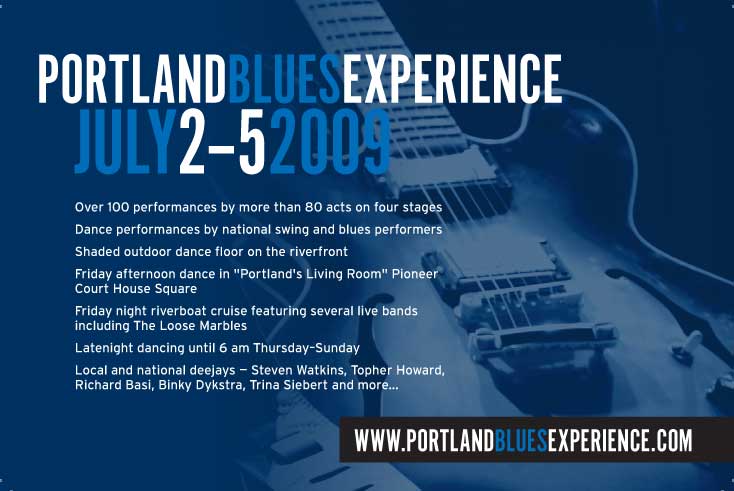 PORTLANDBLUESEXPERIENCE
JULY2–52009
Over 100 performances by more than 80 acts on four stages
Dance performances by national swing and blues performers
Shaded outdoor dance floor on the riverfront
Friday afternoon dance in "Portland's Living Room" Pioneer
Court House Square
Friday night riverboat cruise featuring several live bands
including The Loose Marbles
Latenight dancing until 6 am Thursday–Sunday
Local and national deejays – Steven Watkins, Topher Howard,
Richard Basi, Binky Dykstra, Trina Siebert and more...
WWW.PORTLANDBLUESEXPERIENCE.COM